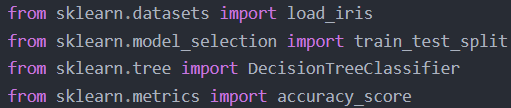 from sklearn.datasets import load_iris
from sklearn.model_selection import train_test_split
from sklearn.tree import DecisionTreeClassifier
from sklearn.metrics import accuracy_score